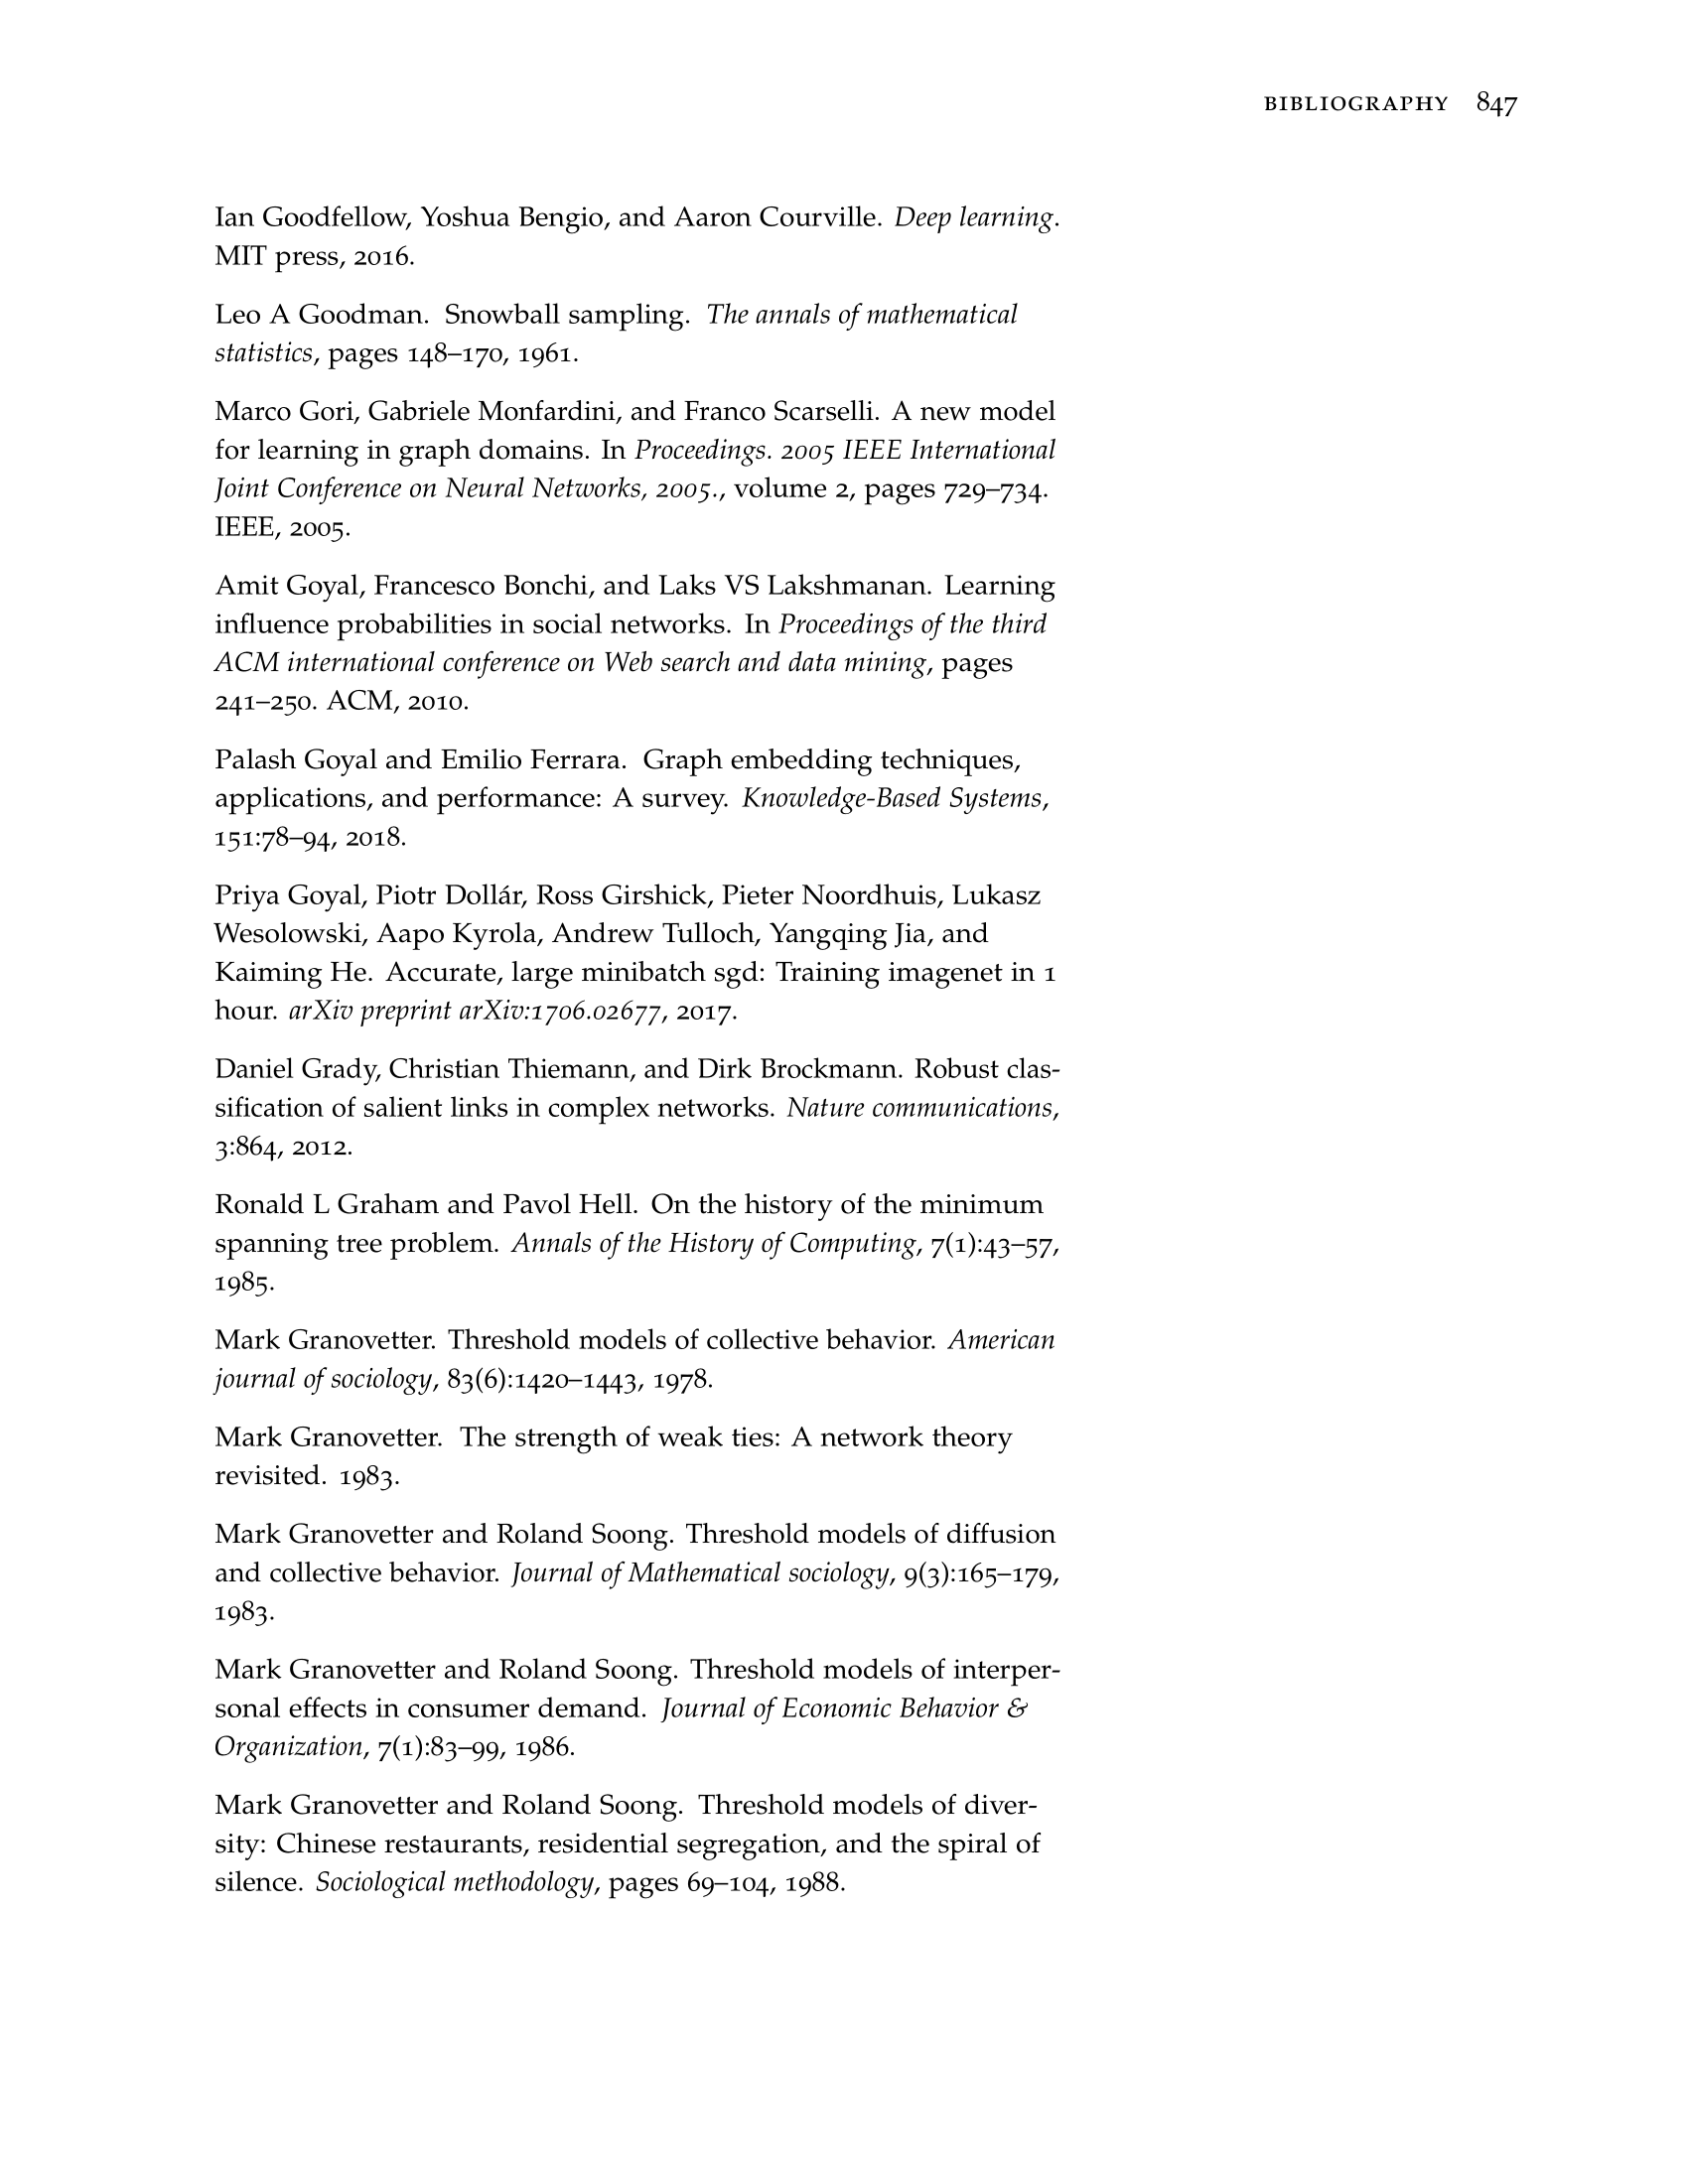 BIBLIOGRAPHY 847
Ian Goodfellow, Yoshua Bengio, and Aaron Courville. Deep learning.
MIT press, 2016.
Leo A Goodman. Snowball sampling. The annals of mathematical
statistics, pages 148–170, 1961.
Marco Gori, Gabriele Monfardini, and Franco Scarselli. A new model
for learning in graph domains. In Proceedings. 2005 IEEE International
Joint Conference on Neural Networks, 2005., volume 2, pages 729–734.
IEEE, 2005.
Amit Goyal, Francesco Bonchi, and Laks VS Lakshmanan. Learning
influence probabilities in social networks. In Proceedings of the third
ACM international conference on Web search and data mining, pages
241–250. ACM, 2010.
Palash Goyal and Emilio Ferrara. Graph embedding techniques,
applications, and performance: A survey. Knowledge-Based Systems,
151:78–94, 2018.
Priya Goyal, Piotr Dollár, Ross Girshick, Pieter Noordhuis, Lukasz
Wesolowski, Aapo Kyrola, Andrew Tulloch, Yangqing Jia, and
Kaiming He. Accurate, large minibatch sgd: Training imagenet in 1
hour. arXiv preprint arXiv:1706.02677, 2017.
Daniel Grady, Christian Thiemann, and Dirk Brockmann. Robust clas-
sification of salient links in complex networks. Nature communications,
3:864, 2012.
Ronald L Graham and Pavol Hell. On the history of the minimum
spanning tree problem. Annals of the History of Computing, 7(1):43–57,
1985.
Mark Granovetter. Threshold models of collective behavior. American
journal of sociology, 83(6):1420–1443, 1978.
Mark Granovetter. The strength of weak ties: A network theory
revisited. 1983.
Mark Granovetter and Roland Soong. Threshold models of diffusion
and collective behavior. Journal of Mathematical sociology, 9(3):165–179,
1983.
Mark Granovetter and Roland Soong. Threshold models of interper-
sonal effects in consumer demand. Journal of Economic Behavior &
Organization, 7(1):83–99, 1986.
Mark Granovetter and Roland Soong. Threshold models of diver-
sity: Chinese restaurants, residential segregation, and the spiral of
silence. Sociological methodology, pages 69–104, 1988.